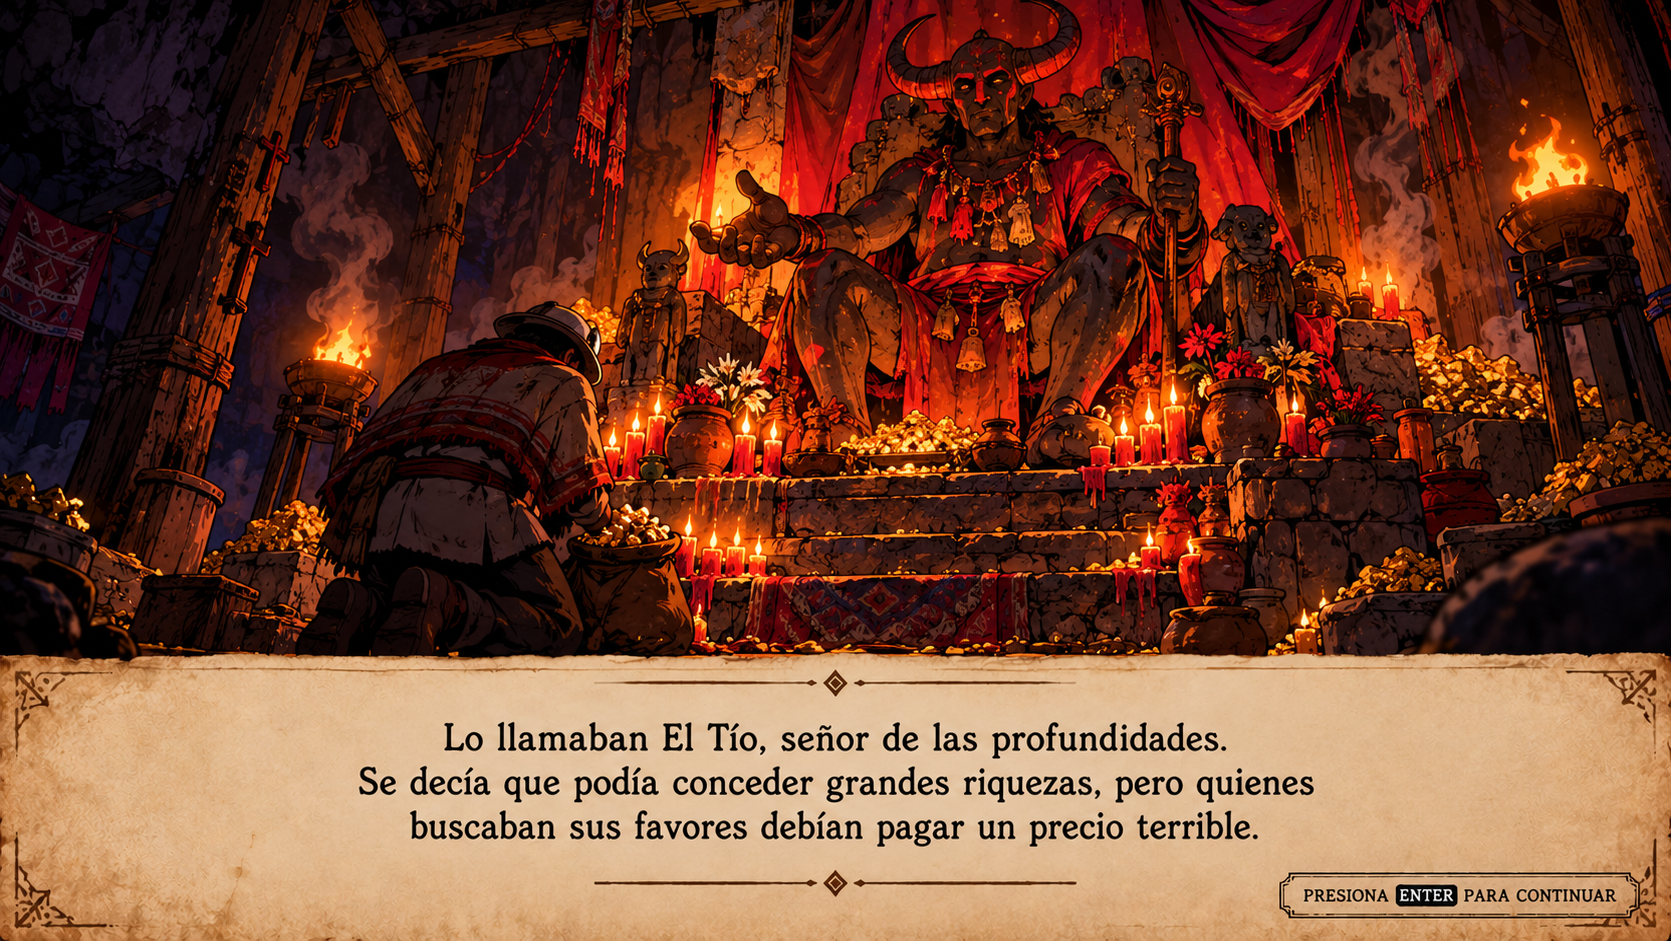 Lo llamaban El Tío, señor de las profundidades.
Se decía que podía conceder grandes riquezas, pero quienes
buscaban sus favores debían pagar un precio terrible.
PRESIONA ENTER PARA CONTINUAR